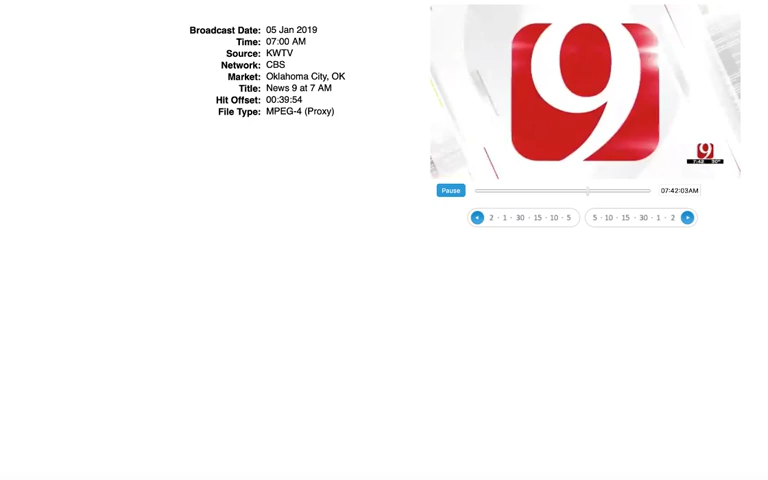 Broadcast Date: 05 Jan 2019
Time: 07:00 AM
Source: KWTV
Network: CBS
Market: Oklahoma City, OK
Title: News 9 at 7 AM
Hit Offset: 00:39:54
File Type: MPEG-4 (Proxy)
9
9
Pause
07:42:03AM
2 · 1 · 30 · 15 · 10 · 5
5 · 10 · 15 · 30 · 1 · 2